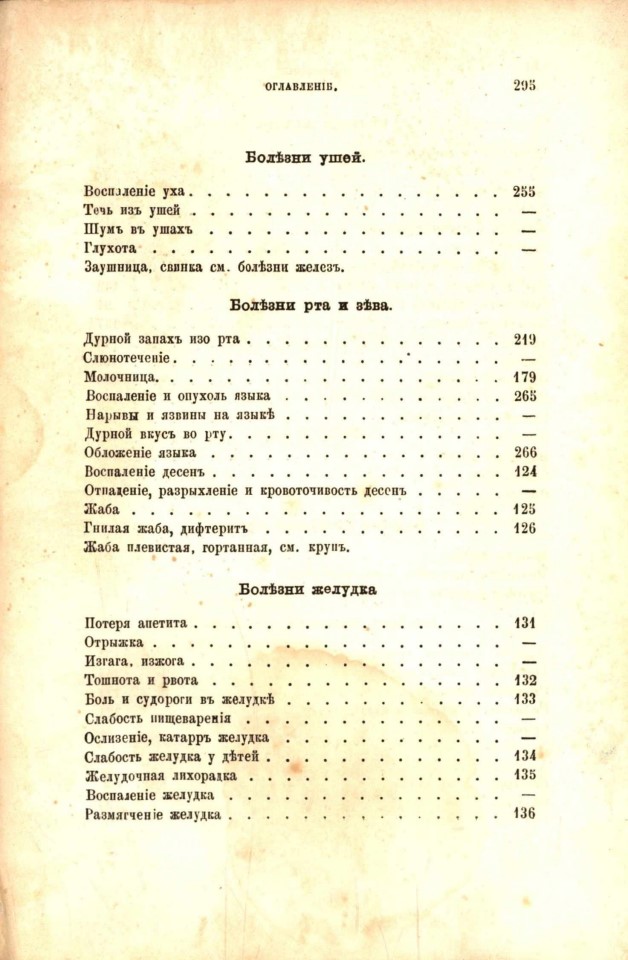 ОГЛАВЛЕНІЕ. 295
Болѣзни ушей.
Воспаленіе уха . . . . . . . . . . . . . . . . . 255
Течь изъ ушей . . . . . . . . . . . . . . . . . —
Шумъ въ ушахъ . . . . . . . . . . . . . . . . —
Глухота . . . . . . . . . . . . . . . . . . . —
Заушница, свинка см. болѣзни железъ.
Болѣзни рта и зѣва.
Дурной запахъ изо рта . . . . . . . . . . . . . . 219
Слюнотеченіе . . . . . . . . . . . . . . . . . . —
Молочница. . . . . . . . . . . . . . . . . . . 179
Воспаленіе и опухоль языка . . . . . . . . . . . . 265
Нарывы и язвины на языкѣ . . . . . . . . . . . . —
Дурной вкусъ во рту. . . . . . . . . . . . . . . —
Обложеніе языка . . . . . . . . . . . . . . . . 266
Воспаленіе десенъ . . . . . . . . . . . . . . . . 124
Отпаденіе, разрыхленіе и кровоточивость десенъ . . . . . —
Жаба . . . . . . . . . . . . . . . . . . . . 125
Гнилая жаба, дифтеритъ . . . . . . . . . . . . . 126
Жаба плевистая, гортанная, см. крупъ.
Болѣзни желудка
Потеря апетита . . . . . . . . . . . . . . . . . 131
Отрыжка . . . . . . . . . . . . . . . . . . . —
Изгага, изжога . . . . . . . . . . . . . . . . . —
Тошнота и рвота . . . . . . . . . . . . . . . . 132
Боль и судороги въ желудкѣ . . . . . . . . . . . . 133
Слабость пищеваренія . . . . . . . . . . . . . . —
Ослизеніе, катарръ желудка . . . . . . . . . . . . —
Слабость желудка у дѣтей . . . . . . . . . . . . . 134
Желудочная лихорадка . . . . . . . . . . . . . . 135
Воспаленіе желудка . . . . . . . . . . . . . . . —
Размягченіе желудка . . . . . . . . . . . . . . . 136